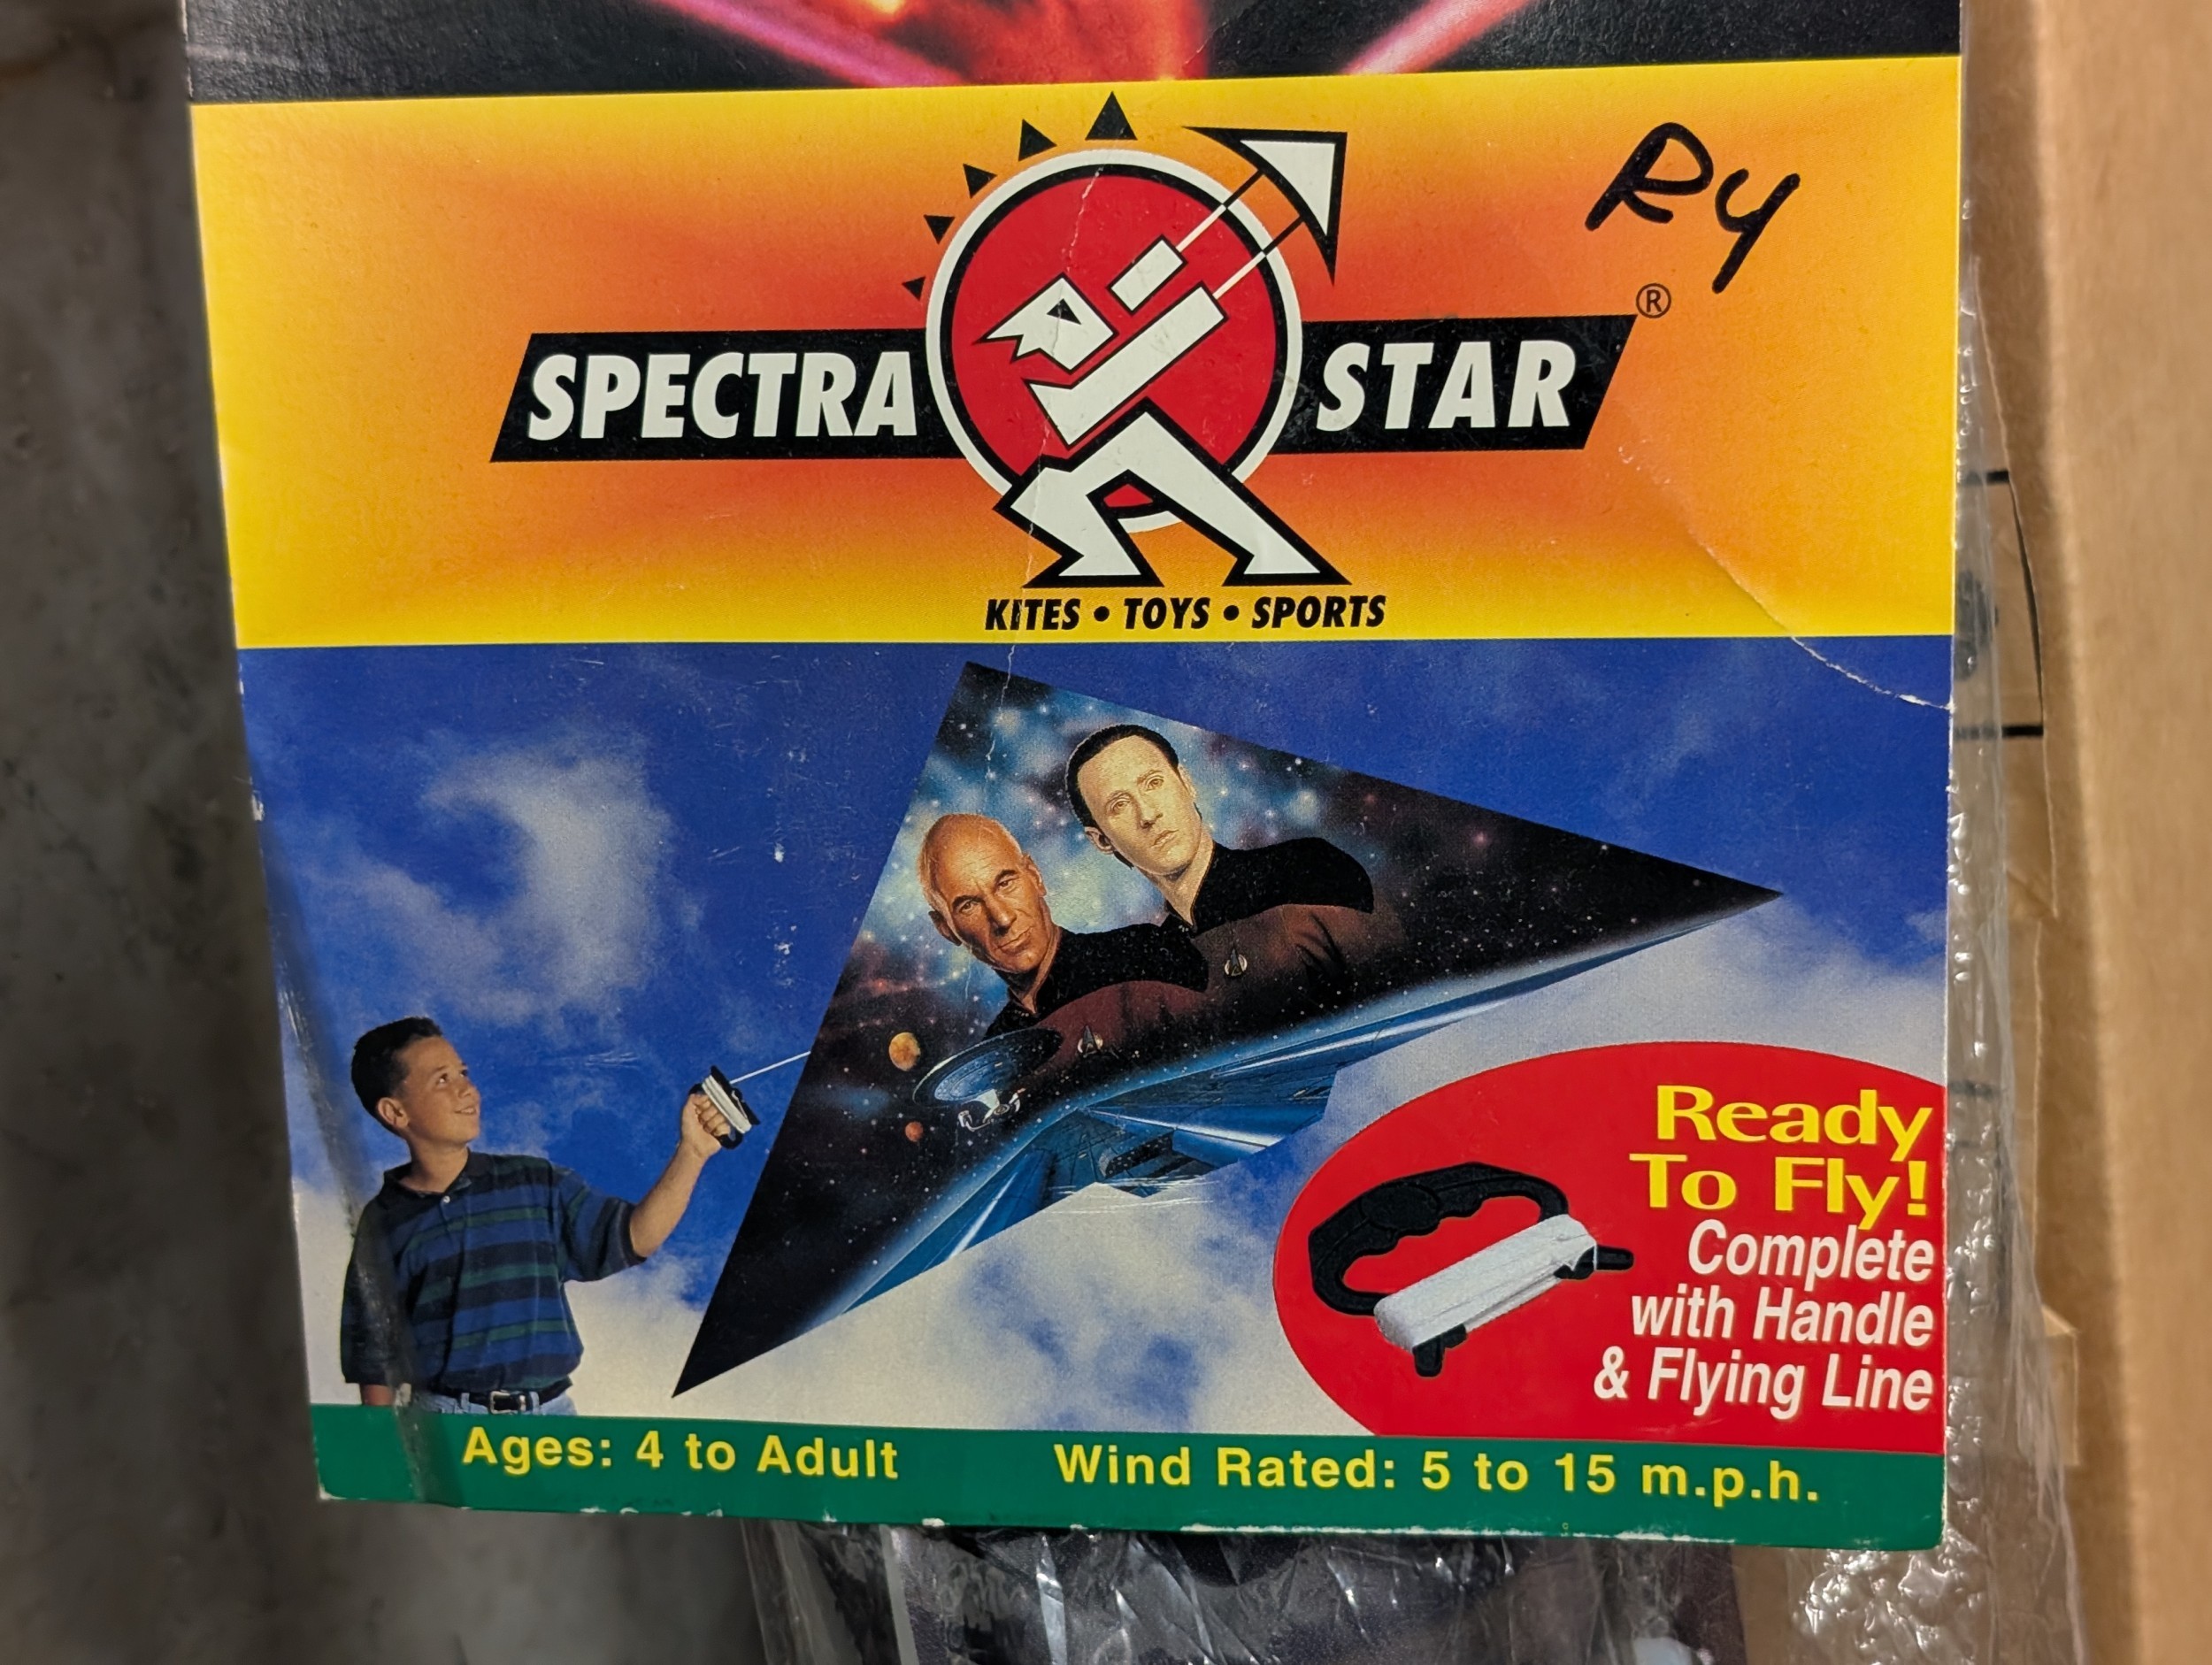 R4
SPECTRA STAR®
KITES • TOYS • SPORTS
Ready
To Fly!
Complete
with Handle
& Flying Line
Ages: 4 to Adult Wind Rated: 5 to 15 m.p.h.